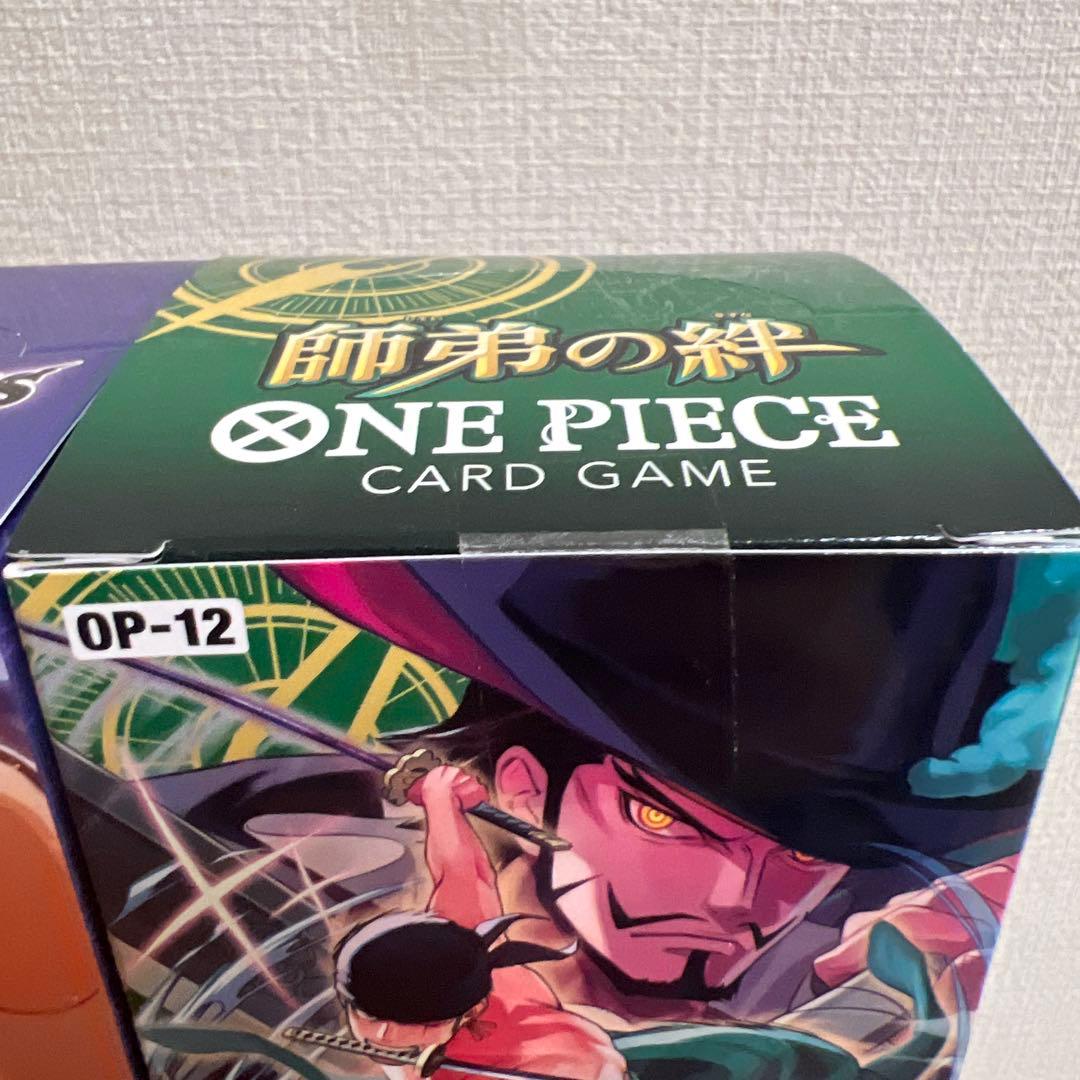 師弟の絆
ONE PIECE
CARD GAME
OP-12